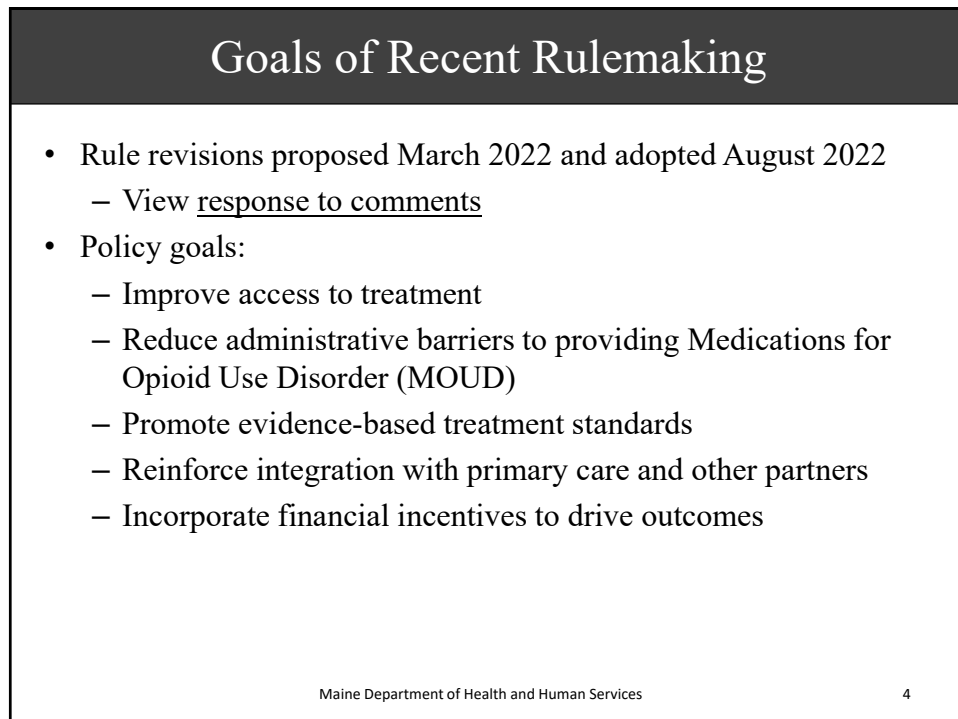 Goals of Recent Rulemaking
• Rule revisions proposed March 2022 and adopted August 2022
– View response to comments
• Policy goals:
– Improve access to treatment
– Reduce administrative barriers to providing Medications for
Opioid Use Disorder (MOUD)
– Promote evidence-based treatment standards
– Reinforce integration with primary care and other partners
– Incorporate financial incentives to drive outcomes
Maine Department of Health and Human Services 4